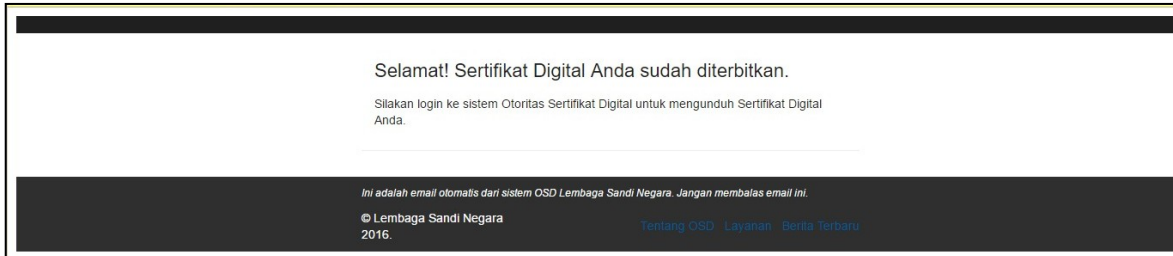 Selamat! Sertifikat Digital Anda sudah diterbitkan.
Silakan login ke sistem Otoritas Sertifikat Digital untuk mengunduh Sertifikat Digital
Anda.
Ini adalah email otomatis dari sistem OSD Lembaga Sandi Negara. Jangan membalas email ini.
© Lembaga Sandi Negara
2016.
Tentang OSD Layanan Berita Terbaru